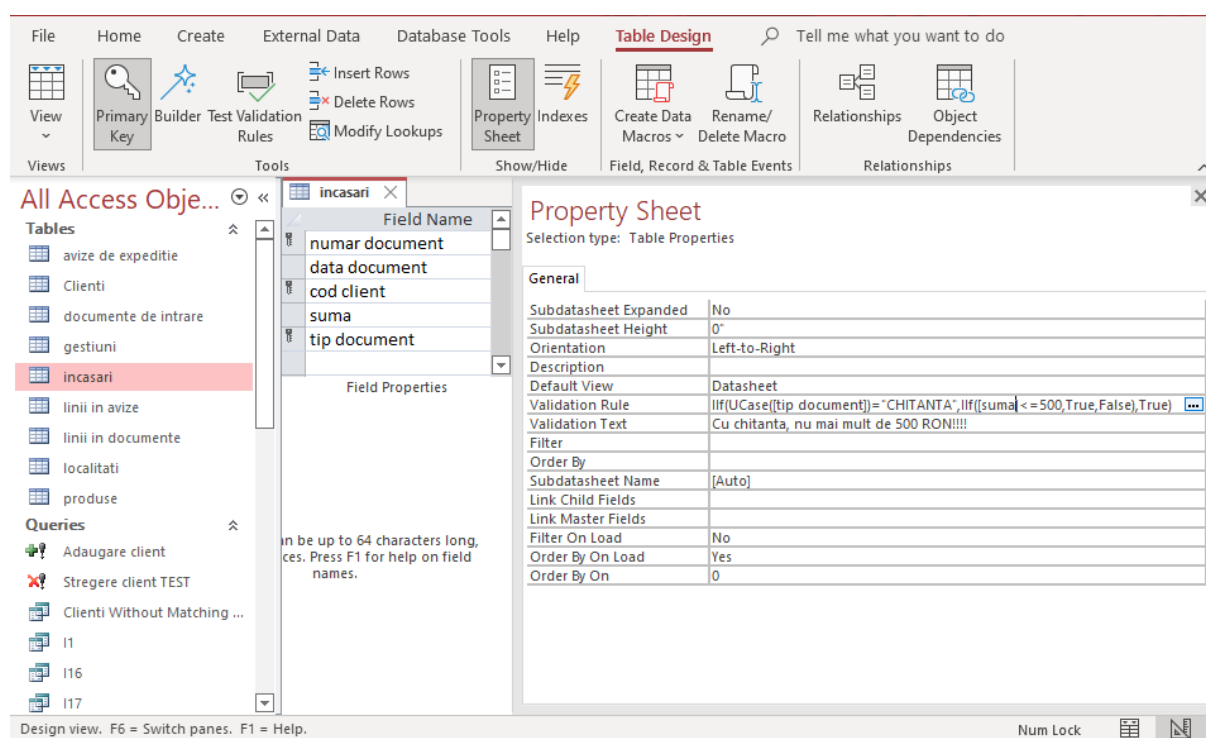 File Home Create External Data Database Tools Help Table Design Tell me what you want to do
View
Primary Key
Builder
Test Validation Rules
Insert Rows
Delete Rows
Modify Lookups
Property Sheet
Indexes
Create Data Macros
Rename/ Delete Macro
Relationships
Object Dependencies
Views Tools Show/Hide Field, Record & Table Events Relationships
All Access Obje...
Tables
avize de expeditie
Clienti
documente de intrare
gestiuni
incasari
linii in avize
linii in documente
localitati
produse
Queries
Adaugare client
Stregere client TEST
Clienti Without Matching ...
I1
I16
I17
incasari
Field Name
numar document
data document
cod client
suma
tip document
Field Properties
an be up to 64 characters long,
ces. Press F1 for help on field
names.
Property Sheet
Selection type: Table Properties
General
Subdatasheet Expanded No
Subdatasheet Height 0"
Orientation Left-to-Right
Description
Default View Datasheet
Validation Rule IIf(UCase([tip document])="CHITANTA",IIf([suma]<=500,True,False),True) ...
Validation Text Cu chitanta, nu mai mult de 500 RON!!!!
Filter
Order By
Subdatasheet Name [Auto]
Link Child Fields
Link Master Fields
Filter On Load No
Order By On Load Yes
Order By On 0
Design view. F6 = Switch panes. F1 = Help. Num Lock